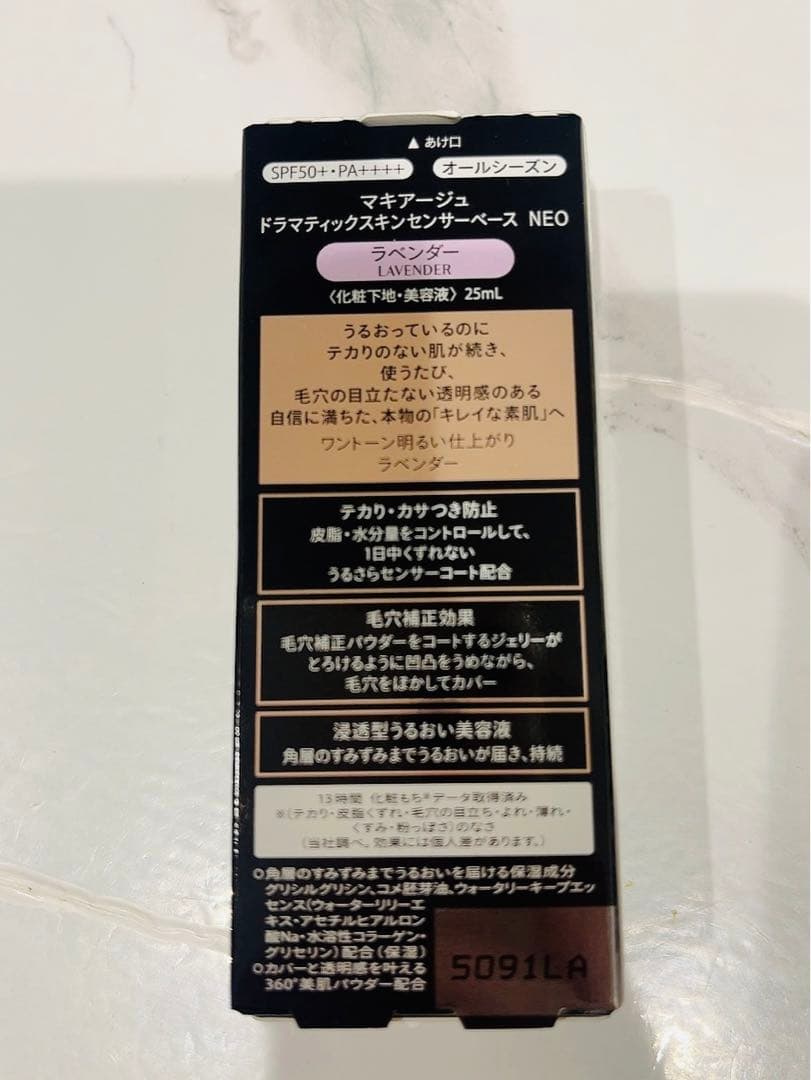 ▲ あけ口
SPF50+・PA++++ オールシーズン
マキアージュ
ドラマティックスキンセンサーベース NEO
ラベンダー
LAVENDER
〈化粧下地・美容液〉 25mL
うるおっているのに
テカりのない肌が続き、
使うたび、
毛穴の目立たない透明感のある
自信に満ちた、本物の「キレイな素肌」へ
ワントーン明るい仕上がり
ラベンダー
テカり・カサつき防止
皮脂・水分量をコントロールして、
1日中くずれない
うるさらセンサーコート配合
毛穴補正効果
毛穴補正パウダーをコートするジェリーが
とろけるように凹凸をうめながら、
毛穴をぼかしてカバー
浸透型うるおい美容液
角層のすみずみまでうるおいが届き、持続
13時間 化粧もち※データ取得済み
※(テカり・皮脂くずれ・毛穴の目立ち・よれ・薄れ・
くすみ・粉っぽさ)のなさ
(当社調べ。効果には個人差があります。)
○角層のすみずみまでうるおいを届ける保湿成分
グリシルグリシン、コメ胚芽油、ウォータリーキープエッ
センス(ウォーターリリーエ
キス・アセチルヒアルロン
酸Na・水溶性コラーゲン・
グリセリン)配合(保湿)
○カバーと透明感を叶える
360°美肌パウダー配合
5091LA